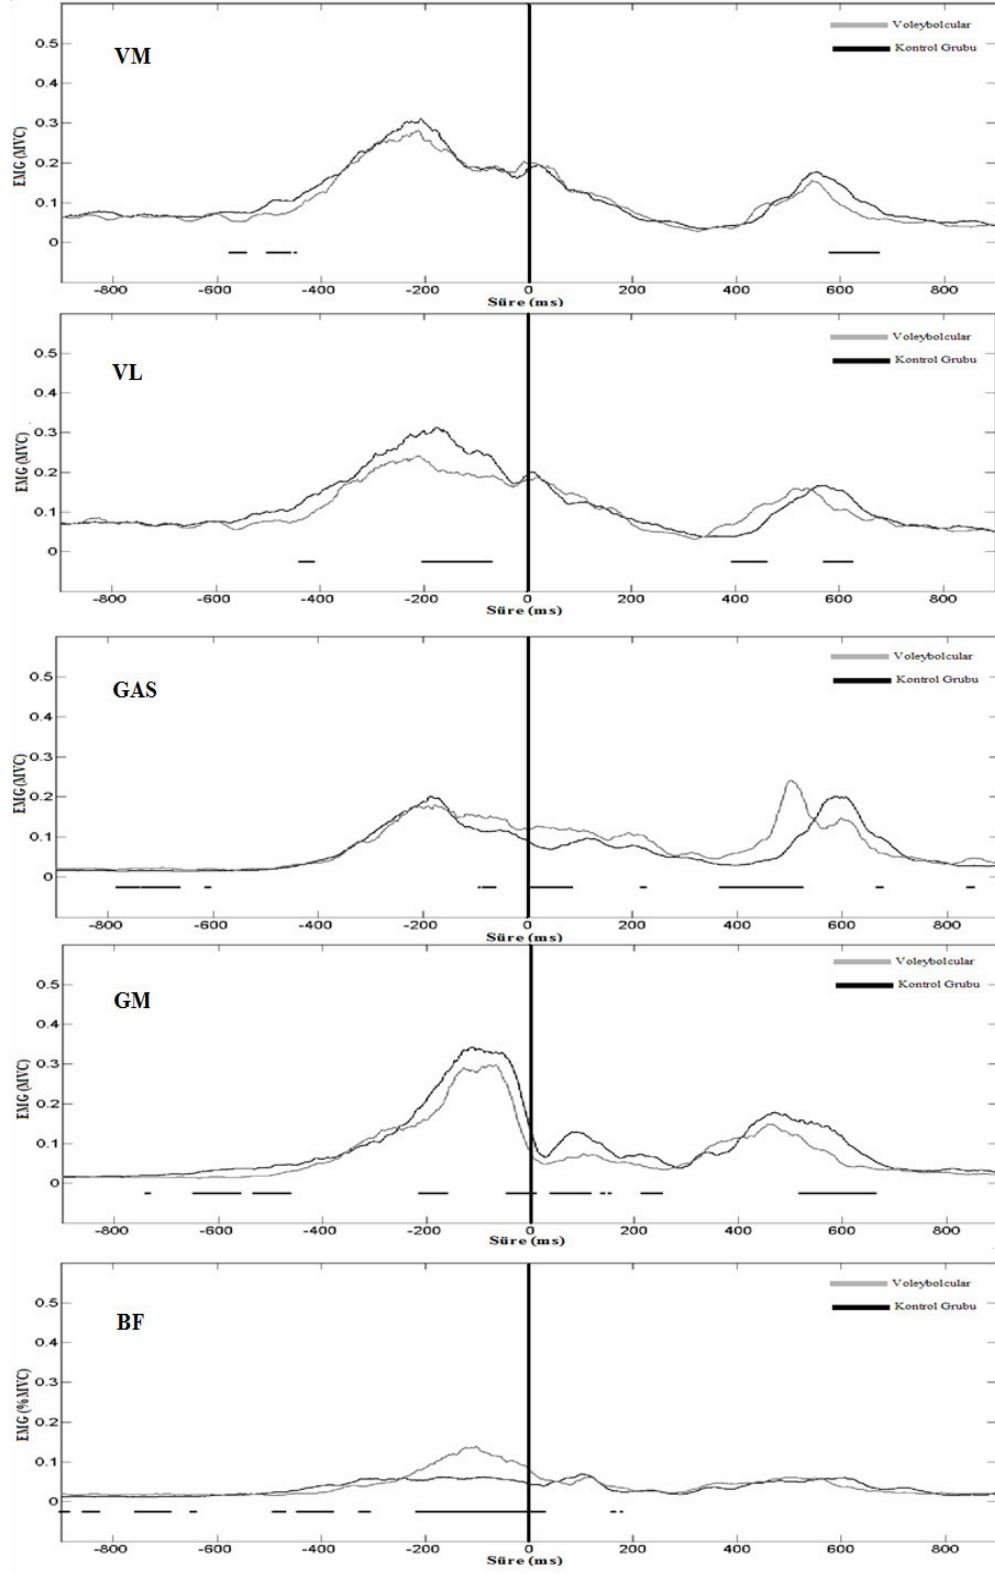 Voleybolcular
Kontrol Grubu
VM
0.5
0.4
0.3
0.2
0.1
0
EMG (MVC)
-800 -600 -400 -200 0 200 400 600 800
Süre (ms)
Voleybolcular
Kontrol Grubu
VL
0.5
0.4
0.3
0.2
0.1
0
EMG (MVC)
-800 -600 -400 -200 0 200 400 600 800
Süre (ms)
Voleybolcular
Kontrol Grubu
GAS
0.5
0.4
0.3
0.2
0.1
0
EMG (MVC)
-800 -600 -400 -200 0 200 400 600 800
Süre (ms)
Voleybolcular
Kontrol Grubu
GM
0.5
0.4
0.3
0.2
0.1
0
EMG (MVC)
-800 -600 -400 -200 0 200 400 600 800
Süre (ms)
Voleybolcular
Kontrol Grubu
BF
0.5
0.4
0.3
0.2
0.1
0
EMG (%MVC)
-800 -600 -400 -200 0 200 400 600 800
Süre (ms)